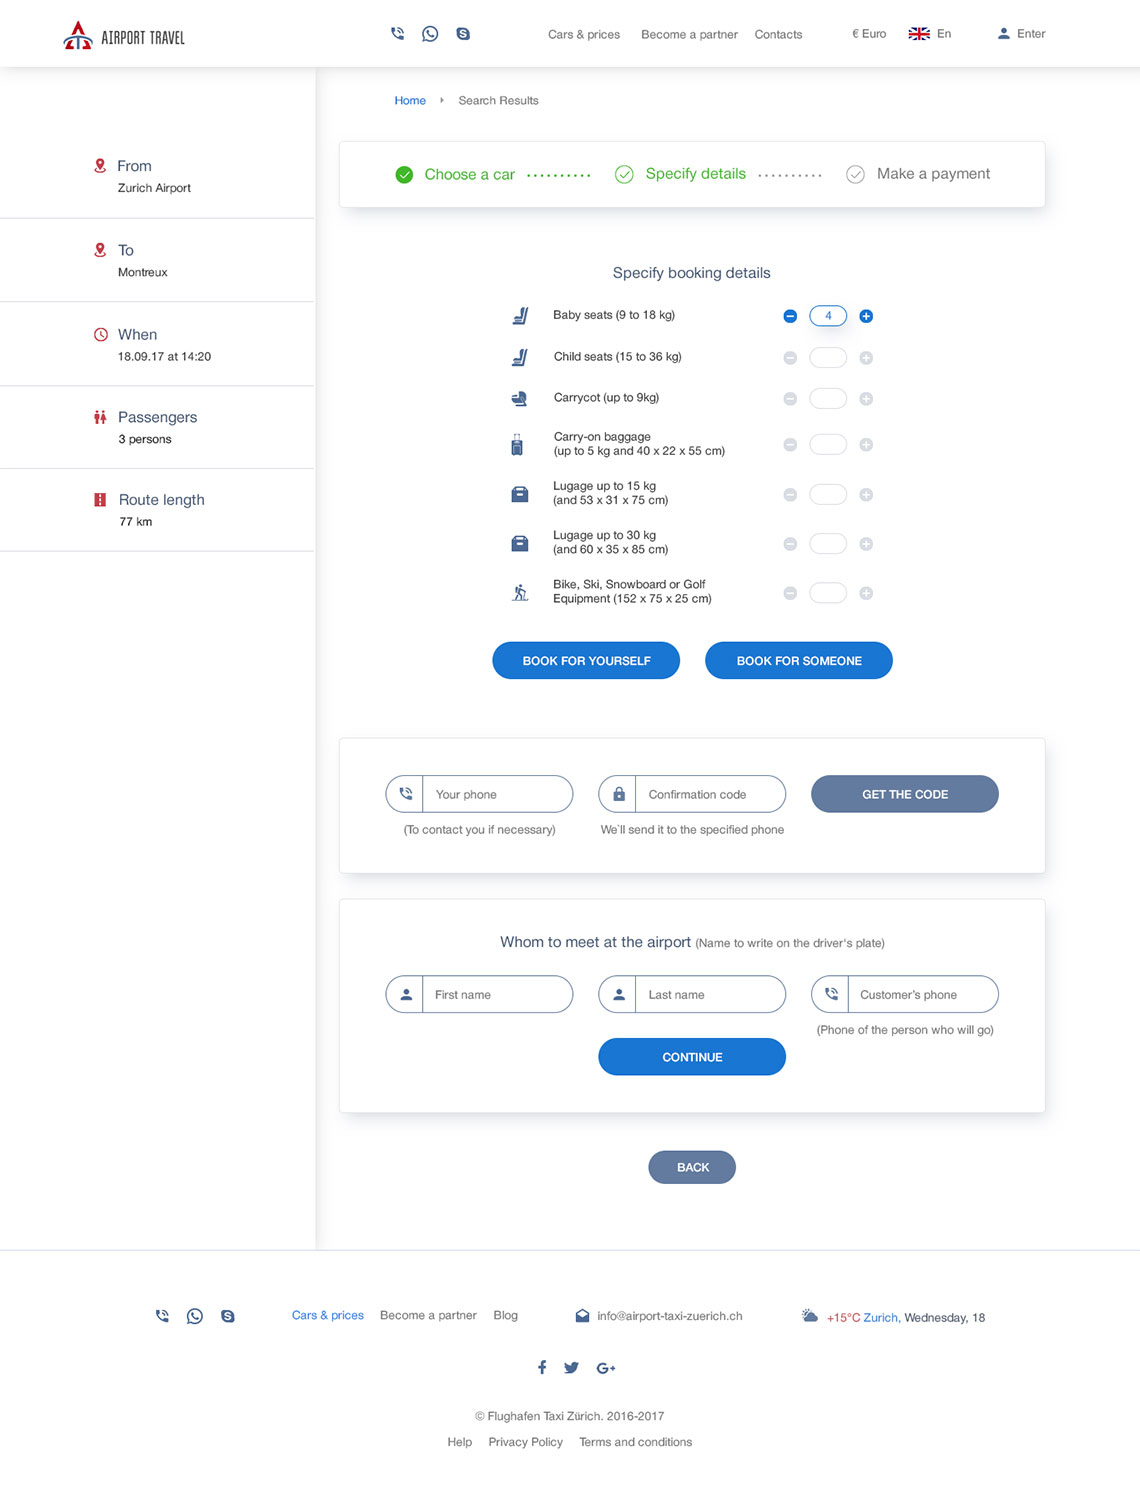 AIRPORT TRAVEL
Cars & prices
Become a partner
Contacts
€ Euro
En
Enter
Home
Search Results
From
Zurich Airport
To
Montreux
When
18.09.17 at 14:20
Passengers
3 persons
Route length
77 km
Choose a car
Specify details
Make a payment
Specify booking details
Baby seats (9 to 18 kg)
4
Child seats (15 to 36 kg)
Carrycot (up to 9kg)
Carry-on baggage
(up to 5 kg and 40 x 22 x 55 cm)
Lugage up to 15 kg
(and 53 x 31 x 75 cm)
Lugage up to 30 kg
(and 60 x 35 x 85 cm)
Bike, Ski, Snowboard or Golf
Equipment (152 x 75 x 25 cm)
BOOK FOR YOURSELF
BOOK FOR SOMEONE
Your phone
Confirmation code
GET THE CODE
(To contact you if necessary)
We`ll send it to the specified phone
Whom to meet at the airport (Name to write on the driver's plate)
First name
Last name
Customer's phone
(Phone of the person who will go)
CONTINUE
BACK
Cars & prices
Become a partner
Blog
info@airport-taxi-zuerich.ch
+15°C Zurich, Wednesday, 18
G+
© Flughafen Taxi Zürich. 2016-2017
Help
Privacy Policy
Terms and conditions